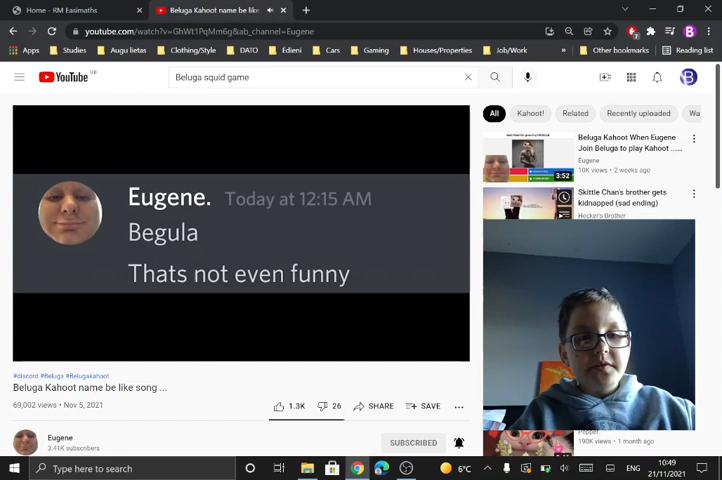 Home - RM Easimaths
Beluga Kahoot name be like
youtube.com/watch?v=GhWt1PqMm6g&ab_channel=Eugene
Apps
Studies
Augu lietas
Clothing/Style
DATO
Edieni
Cars
Gaming
Houses/Properties
Job/Work
»
Other bookmarks
Reading list
YouTube
Beluga squid game
B
All
Kahoot!
Related
Recently uploaded
Wa
Eugene. Today at 12:15 AM
Begula
Thats not even funny
Beluga Kahoot When Eugene
Join Beluga to play Kahoot ......
Eugene
10K views • 2 weeks ago
3:52
Skittle Chan's brother gets
kidnapped (sad ending)
Hecker's Brother
#discord #Beluga #Belugakahoot
Beluga Kahoot name be like song ...
69,002 views • Nov 5, 2021
1.3K
26
SHARE
SAVE
Eugene
3.41K subscribers
SUBSCRIBED
Pepper
190K views • 1 month ago
Type here to search
6°C
ENG
10:49
21/11/2021